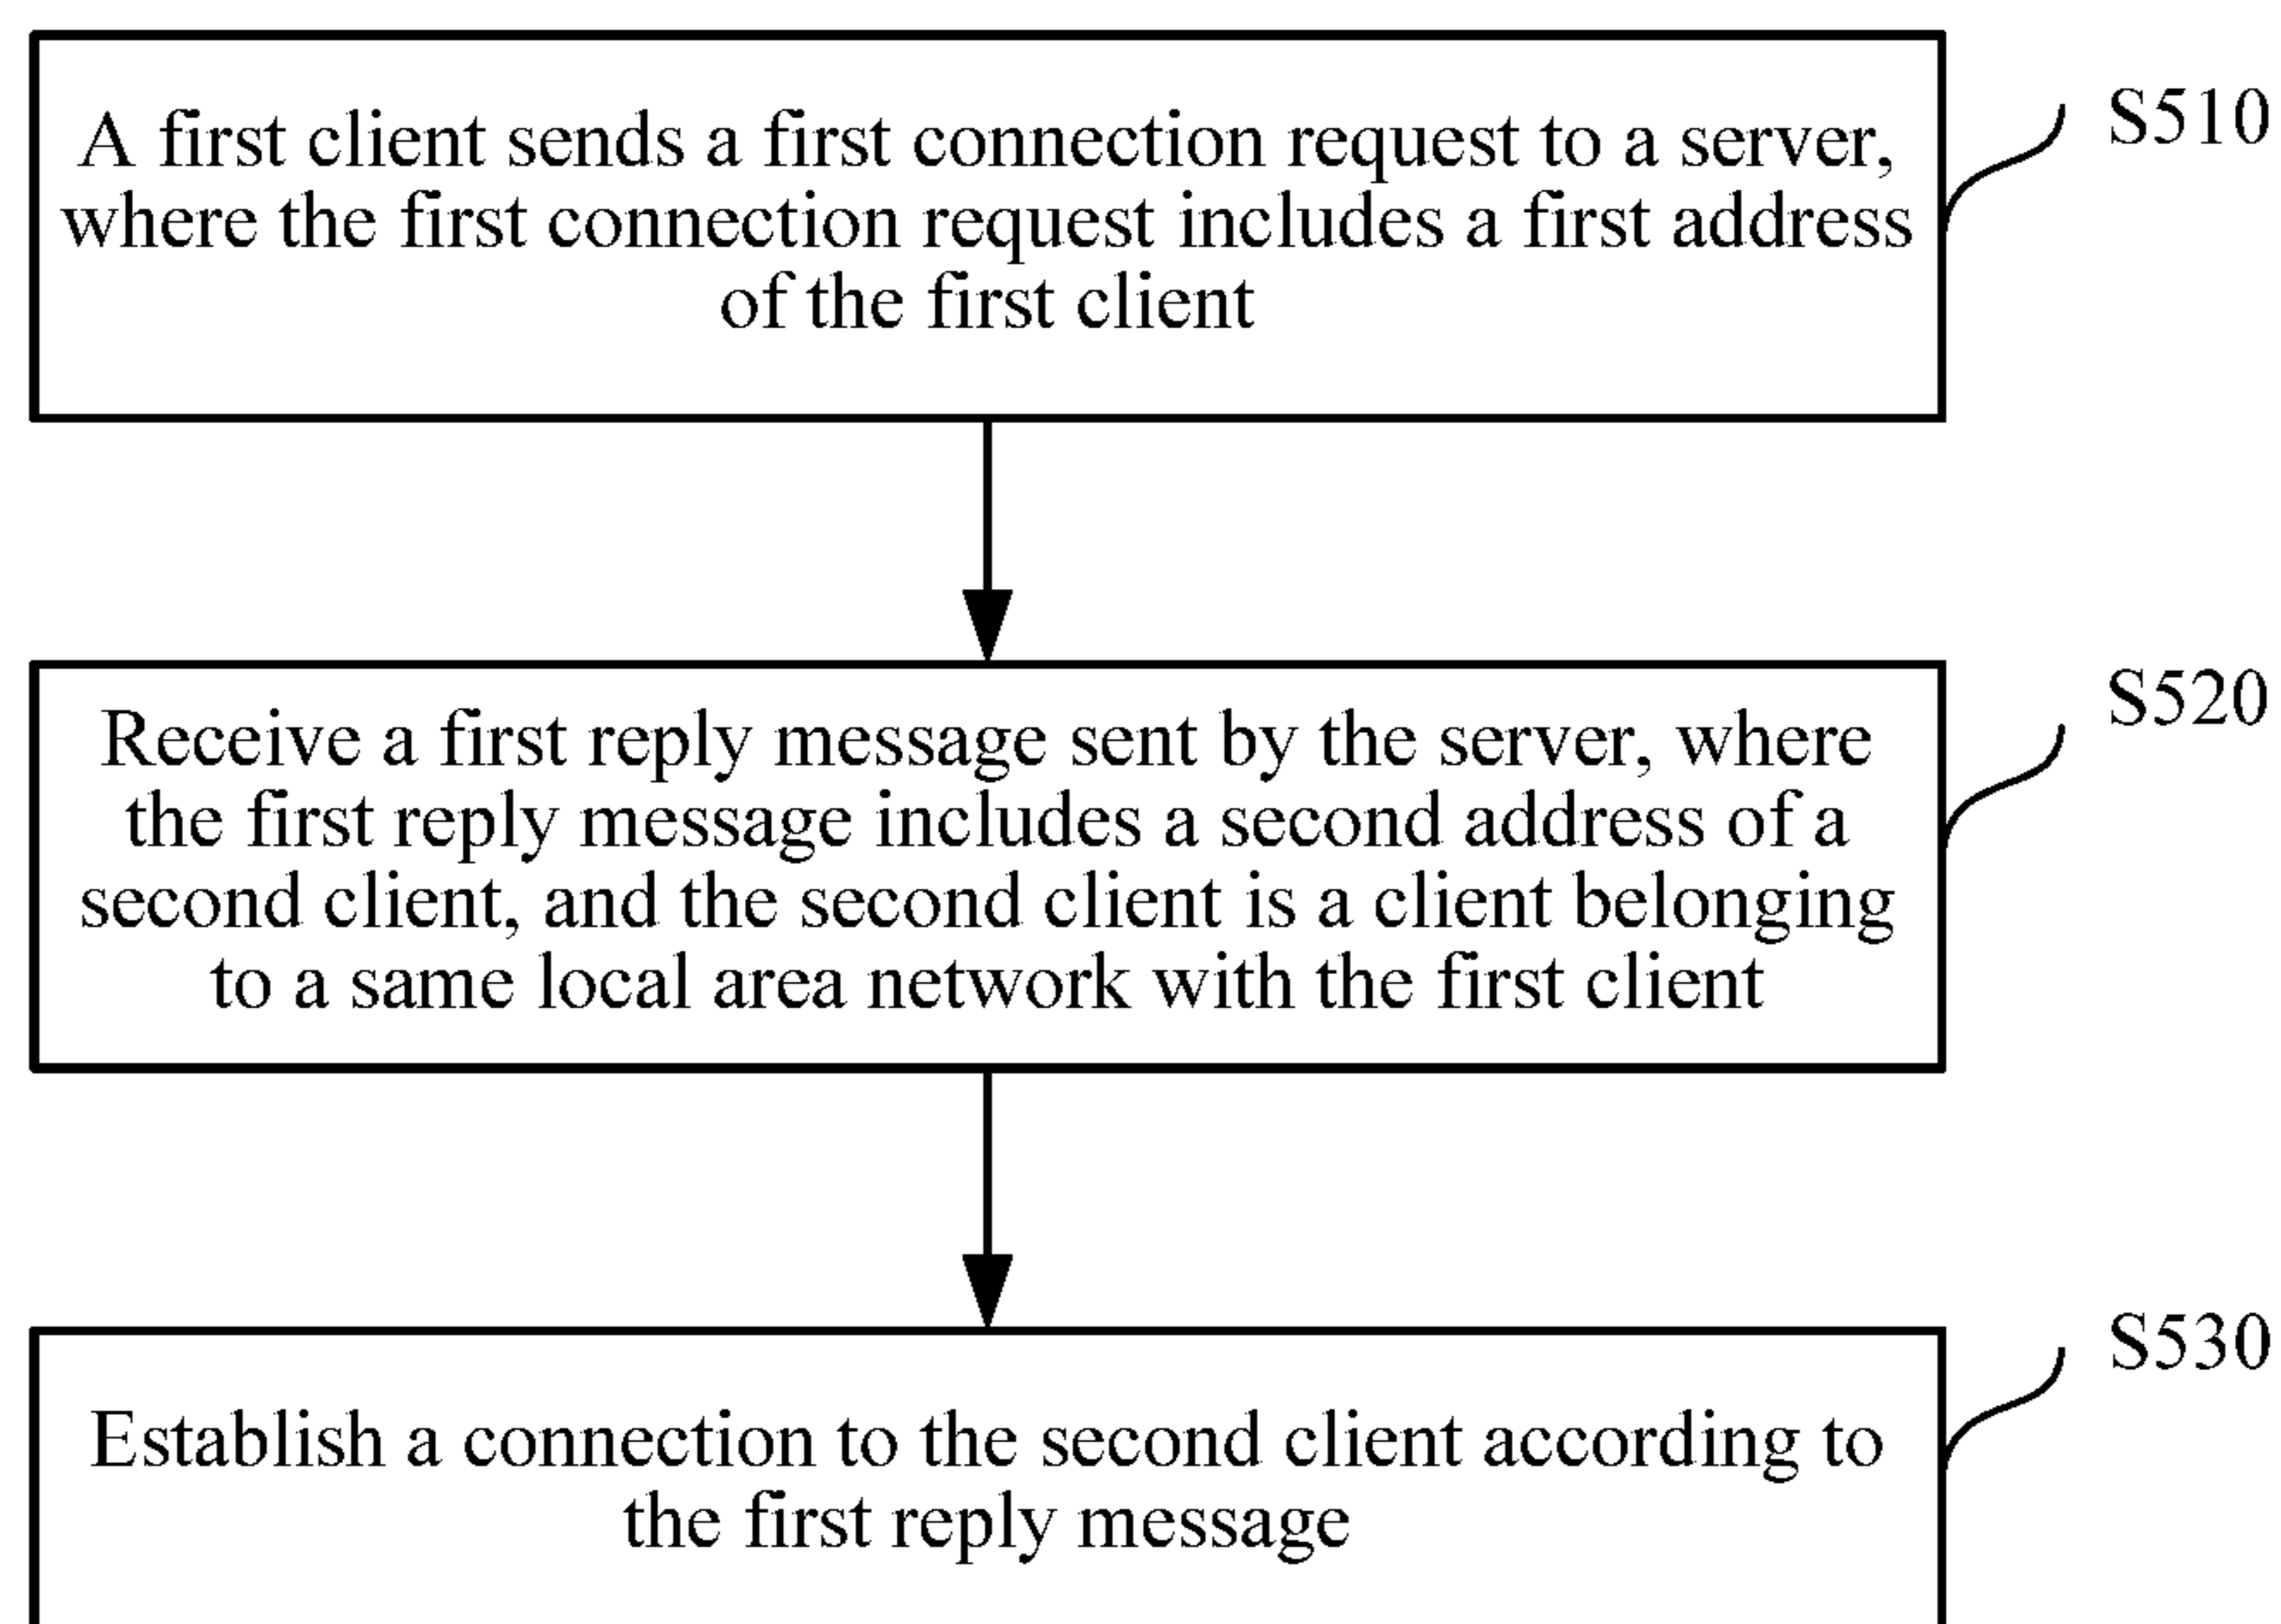 A first client sends a first connection request to a server,
where the first connection request includes a first address
of the first client
S510
Receive a first reply message sent by the server, where
the first reply message includes a second address of a
second client, and the second client is a client belonging
to a same local area network with the first client
S520
Establish a connection to the second client according to
the first reply message
S530